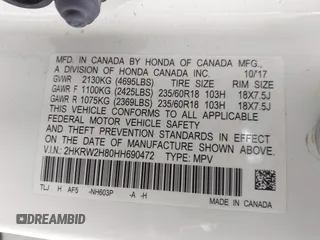 MFD. IN CANADA BY HONDA OF CANADA MFG.,
A DIVISION OF HONDA CANADA INC. 10/17
GVWR 2130KG (4695LBS) TIRE SIZE RIM SIZE
GAWR F 1100KG (2425LBS) 235/60R18 103H 18X7.5J
GAWR R 1075KG (2369LBS) 235/60R18 103H 18X7.5J
THIS VEHICLE CONFORMS TO ALL APPLICABLE
FEDERAL MOTOR VEHICLE SAFETY AND
THEFT PREVENTION STANDARDS IN EFFECT ON
THE DATE OF MANUFACTURE SHOWN ABOVE.
V.I.N.: 2HKRW2H80HH690472 TYPE: MPV
TLJ H AF5 -NH603P -A -H
MADE IN CANADA
DREAMBID